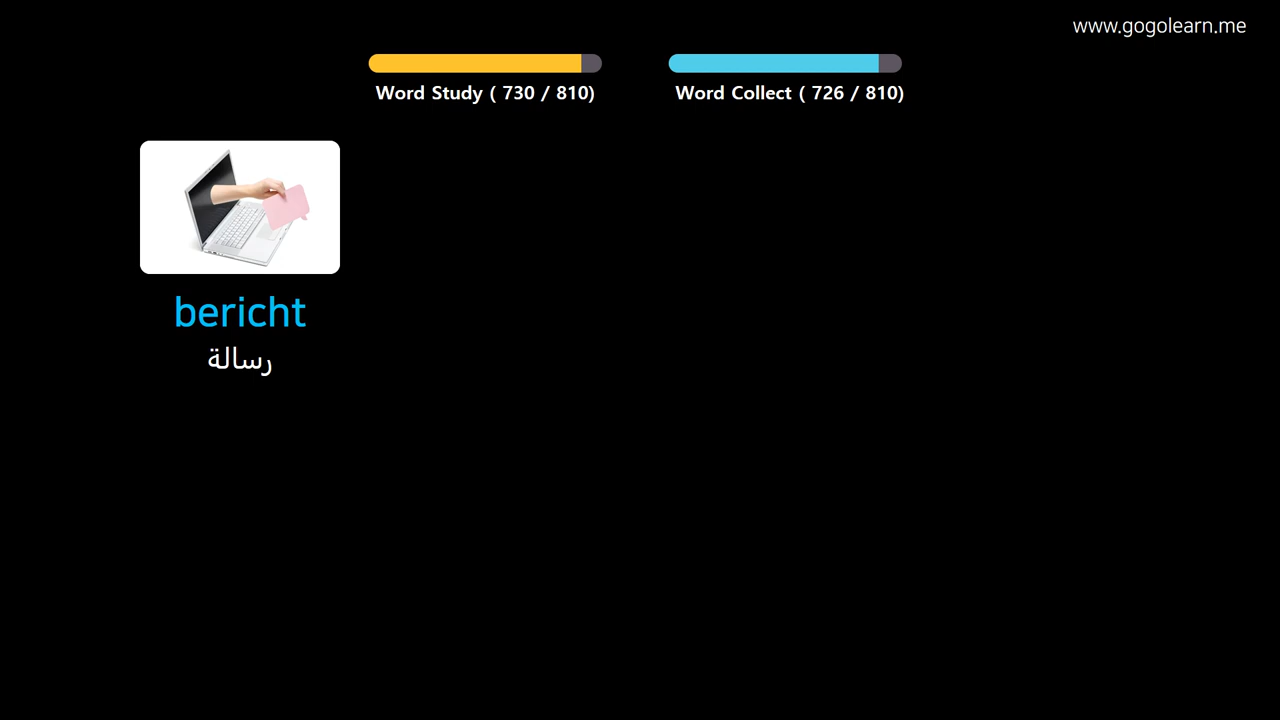 www.gogolearn.me
Word Study ( 730 / 810)
Word Collect ( 726 / 810)
bericht
رسالة